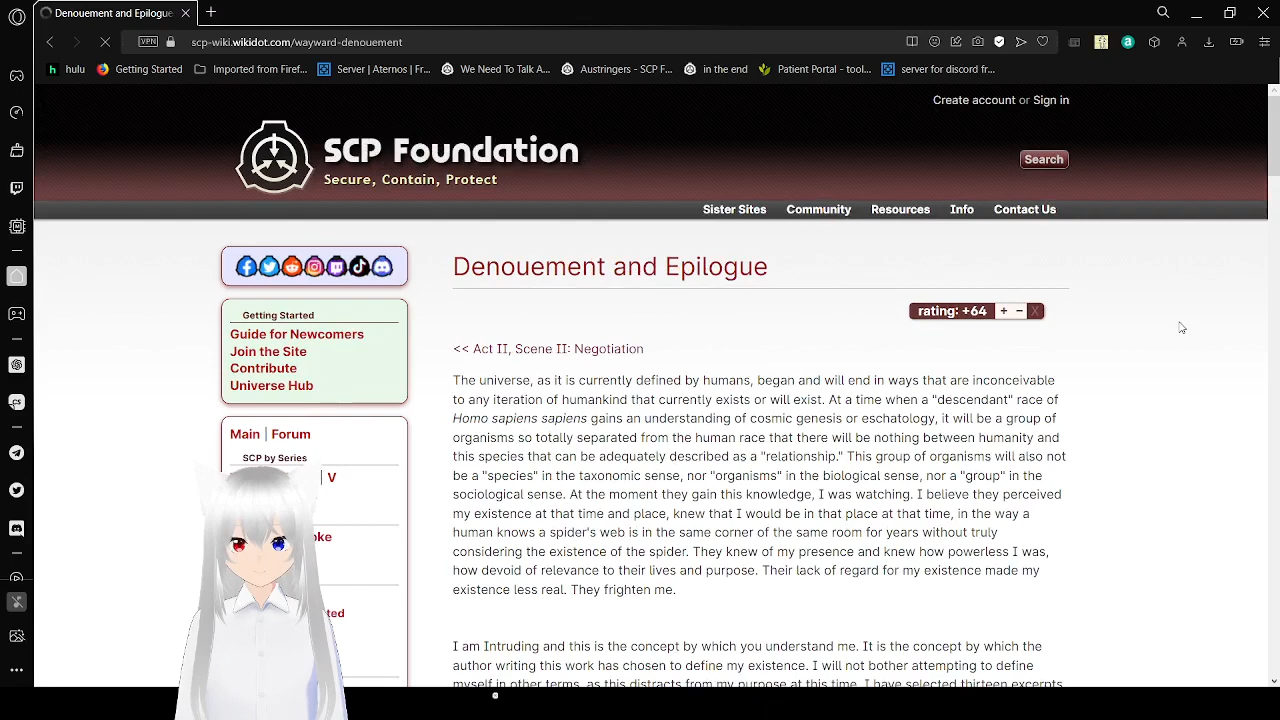 Denouement and Epilogue
VPN
scp-wiki.wikidot.com/wayward-denouement
hulu
Getting Started
Imported from Firef...
Server | Aternos | Fr...
We Need To Talk A...
Austringers - SCP F...
in the end
Patient Portal - tool...
server for discord fr...
Create account or Sign in
SCP Foundation
Secure, Contain, Protect
Search
Sister Sites
Community
Resources
Info
Contact Us
Getting Started
Guide for Newcomers
Join the Site
Contribute
Universe Hub
Main | Forum
SCP by Series
| V
Denouement and Epilogue
rating: +64 + − X
<< Act II, Scene II: Negotiation
The universe, as it is currently defined by humans, began and will end in ways that are inconceivable
to any iteration of humankind that currently exists or will exist. At a time when a "descendant" race of
Homo sapiens sapiens gains an understanding of cosmic genesis or eschatology, it will be a group of
organisms so totally separated from the human race that there will be nothing between humanity and
this species that can be adequately described as a "relationship." This group of organisms will also not
be a "species" in the taxonomic sense, nor "organisms" in the biological sense, nor a "group" in the
sociological sense. At the moment they gain this knowledge, I was watching. I believe they perceived
my existence at that time and place, knew that I would be in that place at that time, in the way a
human knows a spider's web is in the same corner of the same room for years without truly
considering the existence of the spider. They knew of my presence and knew how powerless I was,
how devoid of relevance to their lives and purpose. Their lack of regard for my existence made my
existence less real. They frighten me.
I am Intruding and this is the concept by which you understand me. It is the concept by which the
author writing this work has chosen to define my existence. I will not bother attempting to define
myself in other terms, as this distracts from my purpose at this time. I have selected thirteen excerpts